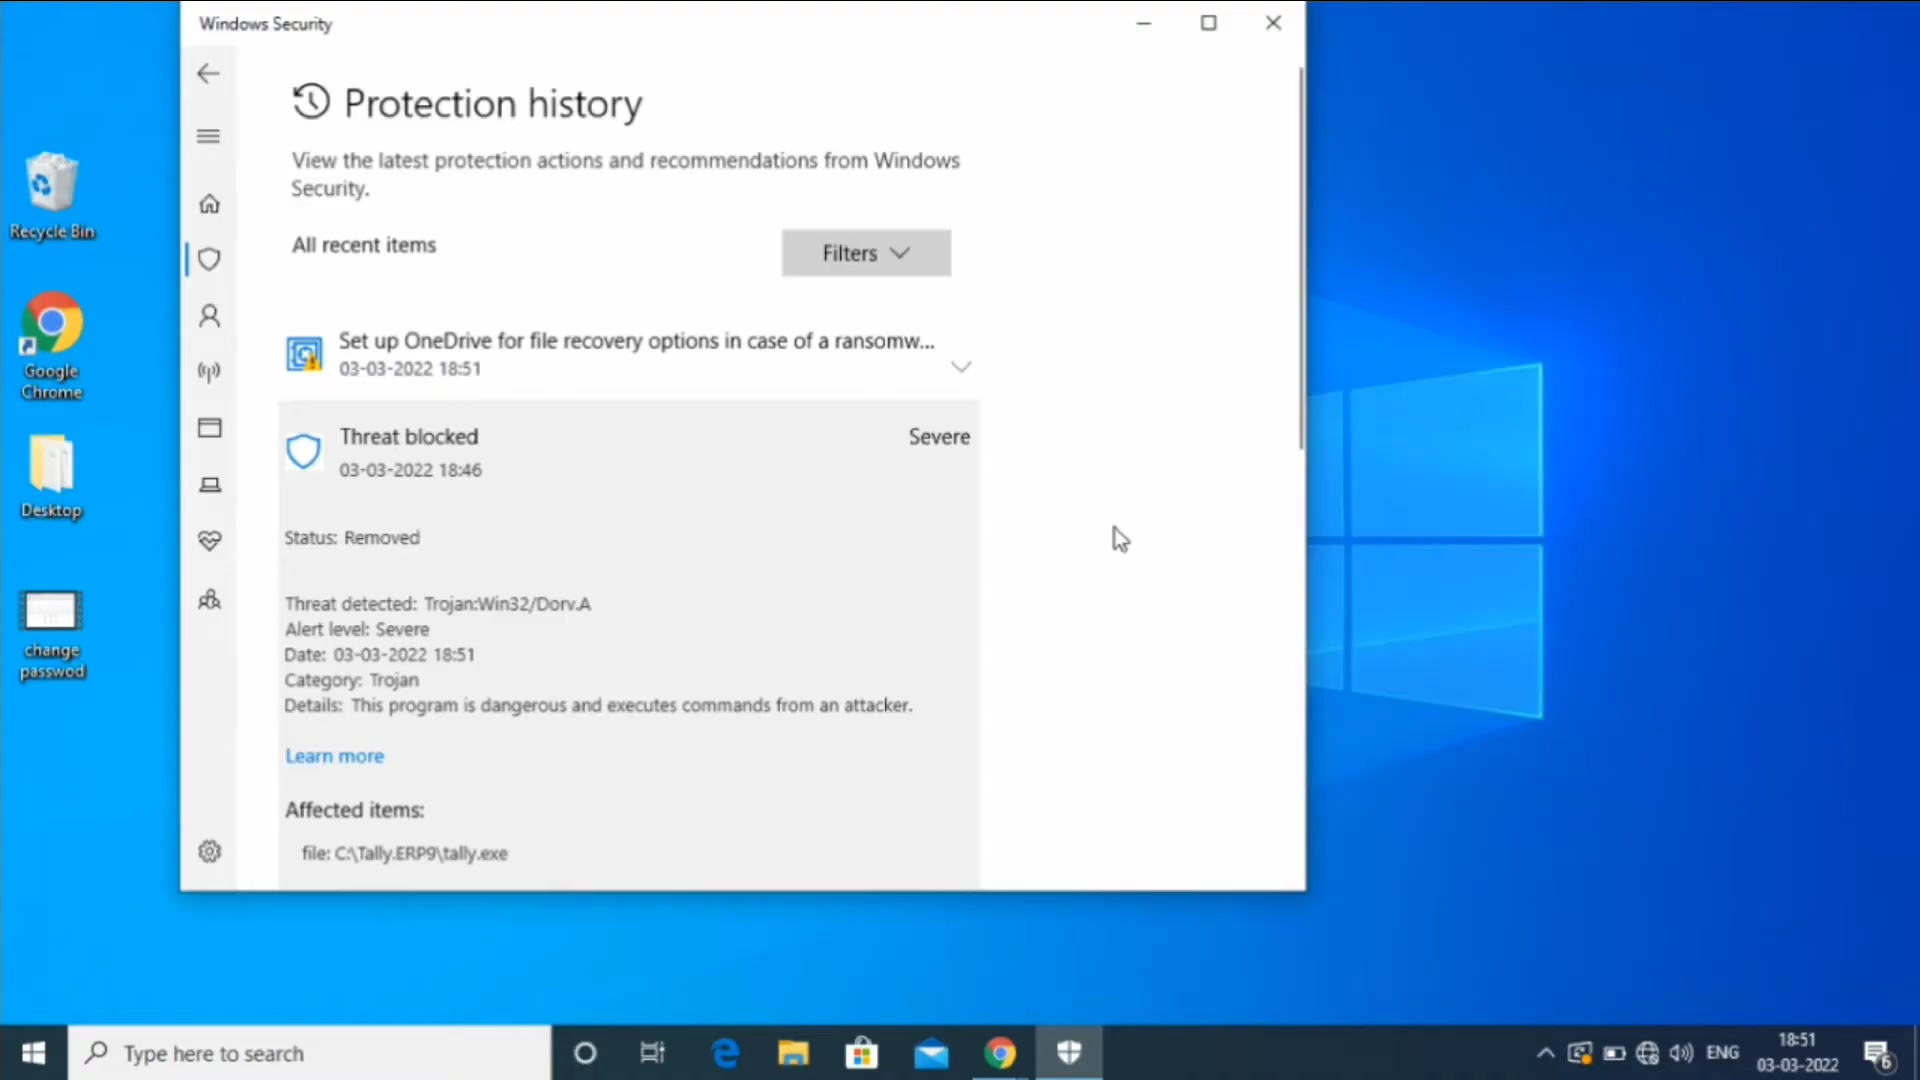 Windows Security
Protection history
View the latest protection actions and recommendations from Windows
Security.
All recent items
Filters
Set up OneDrive for file recovery options in case of a ransomw...
03-03-2022 18:51
Threat blocked
Severe
03-03-2022 18:46
Status: Removed
Threat detected: Trojan:Win32/Dorv.A
Alert level: Severe
Date: 03-03-2022 18:51
Category: Trojan
Details: This program is dangerous and executes commands from an attacker.
Learn more
Affected items:
file: C:\Tally.ERP9\tally.exe
Recycle Bin
Google
Chrome
Desktop
change
passwod
Type here to search
ENG
18:51
03-03-2022
6